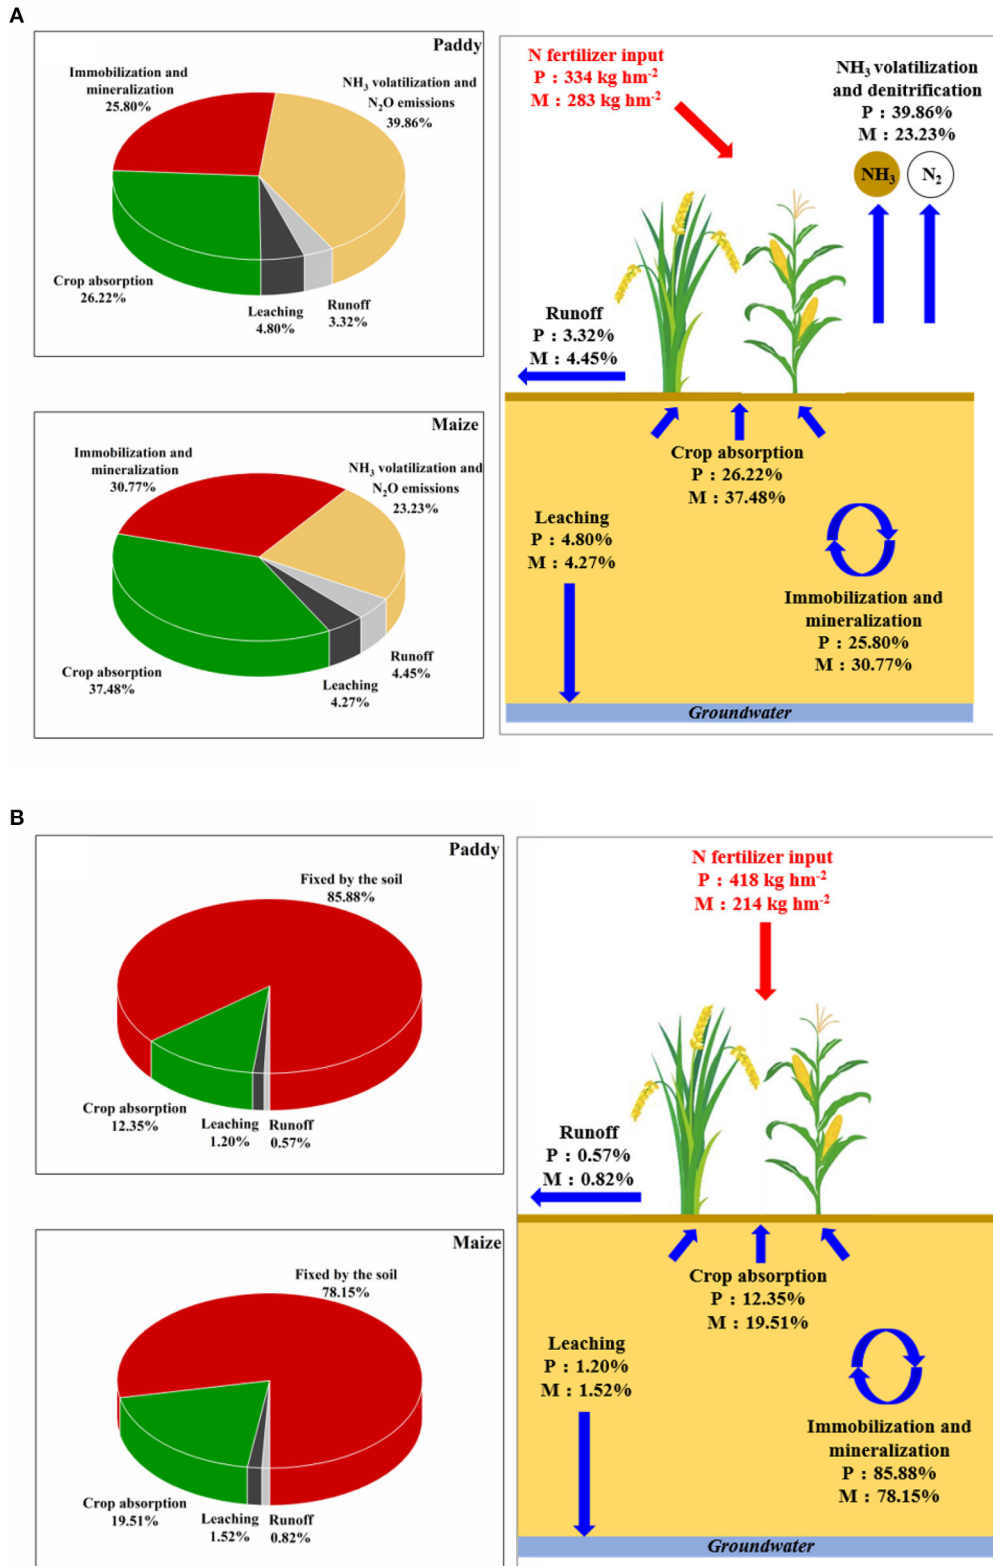 A
Paddy
Immobilization and
mineralization
25.80%
NH₃ volatilization and
N₂O emissions
39.86%
Crop absorption
26.22%
Leaching
4.80%
Runoff
3.32%
Maize
Immobilization and
mineralization
30.77%
NH₃ volatilization and
N₂O emissions
23.23%
Crop absorption
37.48%
Leaching
4.27%
Runoff
4.45%
N fertilizer input
P : 334 kg hm⁻²
M : 283 kg hm⁻²
NH₃ volatilization
and denitrification
P : 39.86%
M : 23.23%
NH₃
N₂
Runoff
P : 3.32%
M : 4.45%
Crop absorption
P : 26.22%
M : 37.48%
Leaching
P : 4.80%
M : 4.27%
Immobilization and
mineralization
P : 25.80%
M : 30.77%
Groundwater
B
Paddy
Fixed by the soil
85.88%
Crop absorption
12.35%
Leaching
1.20%
Runoff
0.57%
Maize
Fixed by the soil
78.15%
Crop absorption
19.51%
Leaching
1.52%
Runoff
0.82%
N fertilizer input
P : 418 kg hm⁻²
M : 214 kg hm⁻²
Runoff
P : 0.57%
M : 0.82%
Crop absorption
P : 12.35%
M : 19.51%
Leaching
P : 1.20%
M : 1.52%
Immobilization and
mineralization
P : 85.88%
M : 78.15%
Groundwater